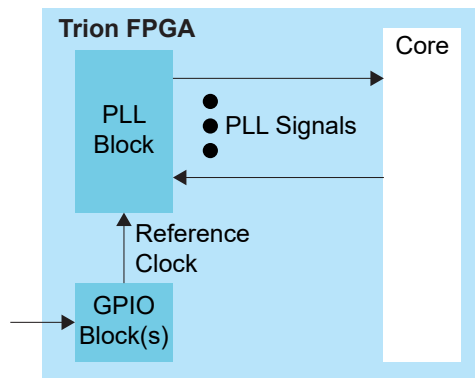 Trion FPGA
Core
PLL
Block
PLL Signals
Reference
Clock
GPIO
Block(s)